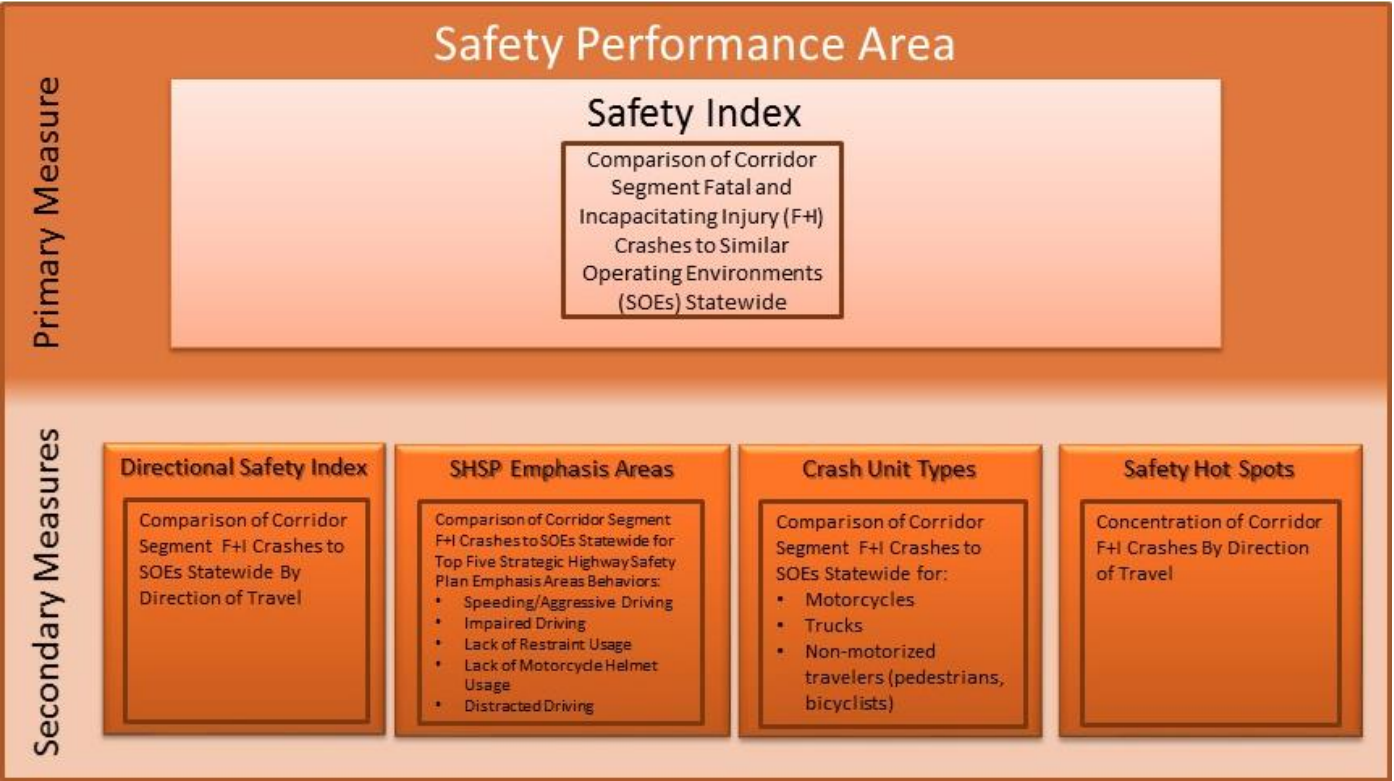 Safety Performance Area
Primary Measure
Safety Index
Comparison of Corridor
Segment Fatal and
Incapacitating Injury (F+I)
Crashes to Similar
Operating Environments
(SOEs) Statewide
Secondary Measures
Directional Safety Index
Comparison of Corridor
Segment F+I Crashes to
SOEs Statewide By
Direction of Travel
SHSP Emphasis Areas
Comparison of Corridor Segment
F+I Crashes to SOEs Statewide for
Top Five Strategic Highway Safety
Plan Emphasis Areas Behaviors:
• Speeding/Aggressive Driving
• Impaired Driving
• Lack of Restraint Usage
• Lack of Motorcycle Helmet
Usage
• Distracted Driving
Crash Unit Types
Comparison of Corridor
Segment F+I Crashes to
SOEs Statewide for:
• Motorcycles
• Trucks
• Non-motorized
travelers (pedestrians,
bicyclists)
Safety Hot Spots
Concentration of Corridor
F+I Crashes By Direction
of Travel